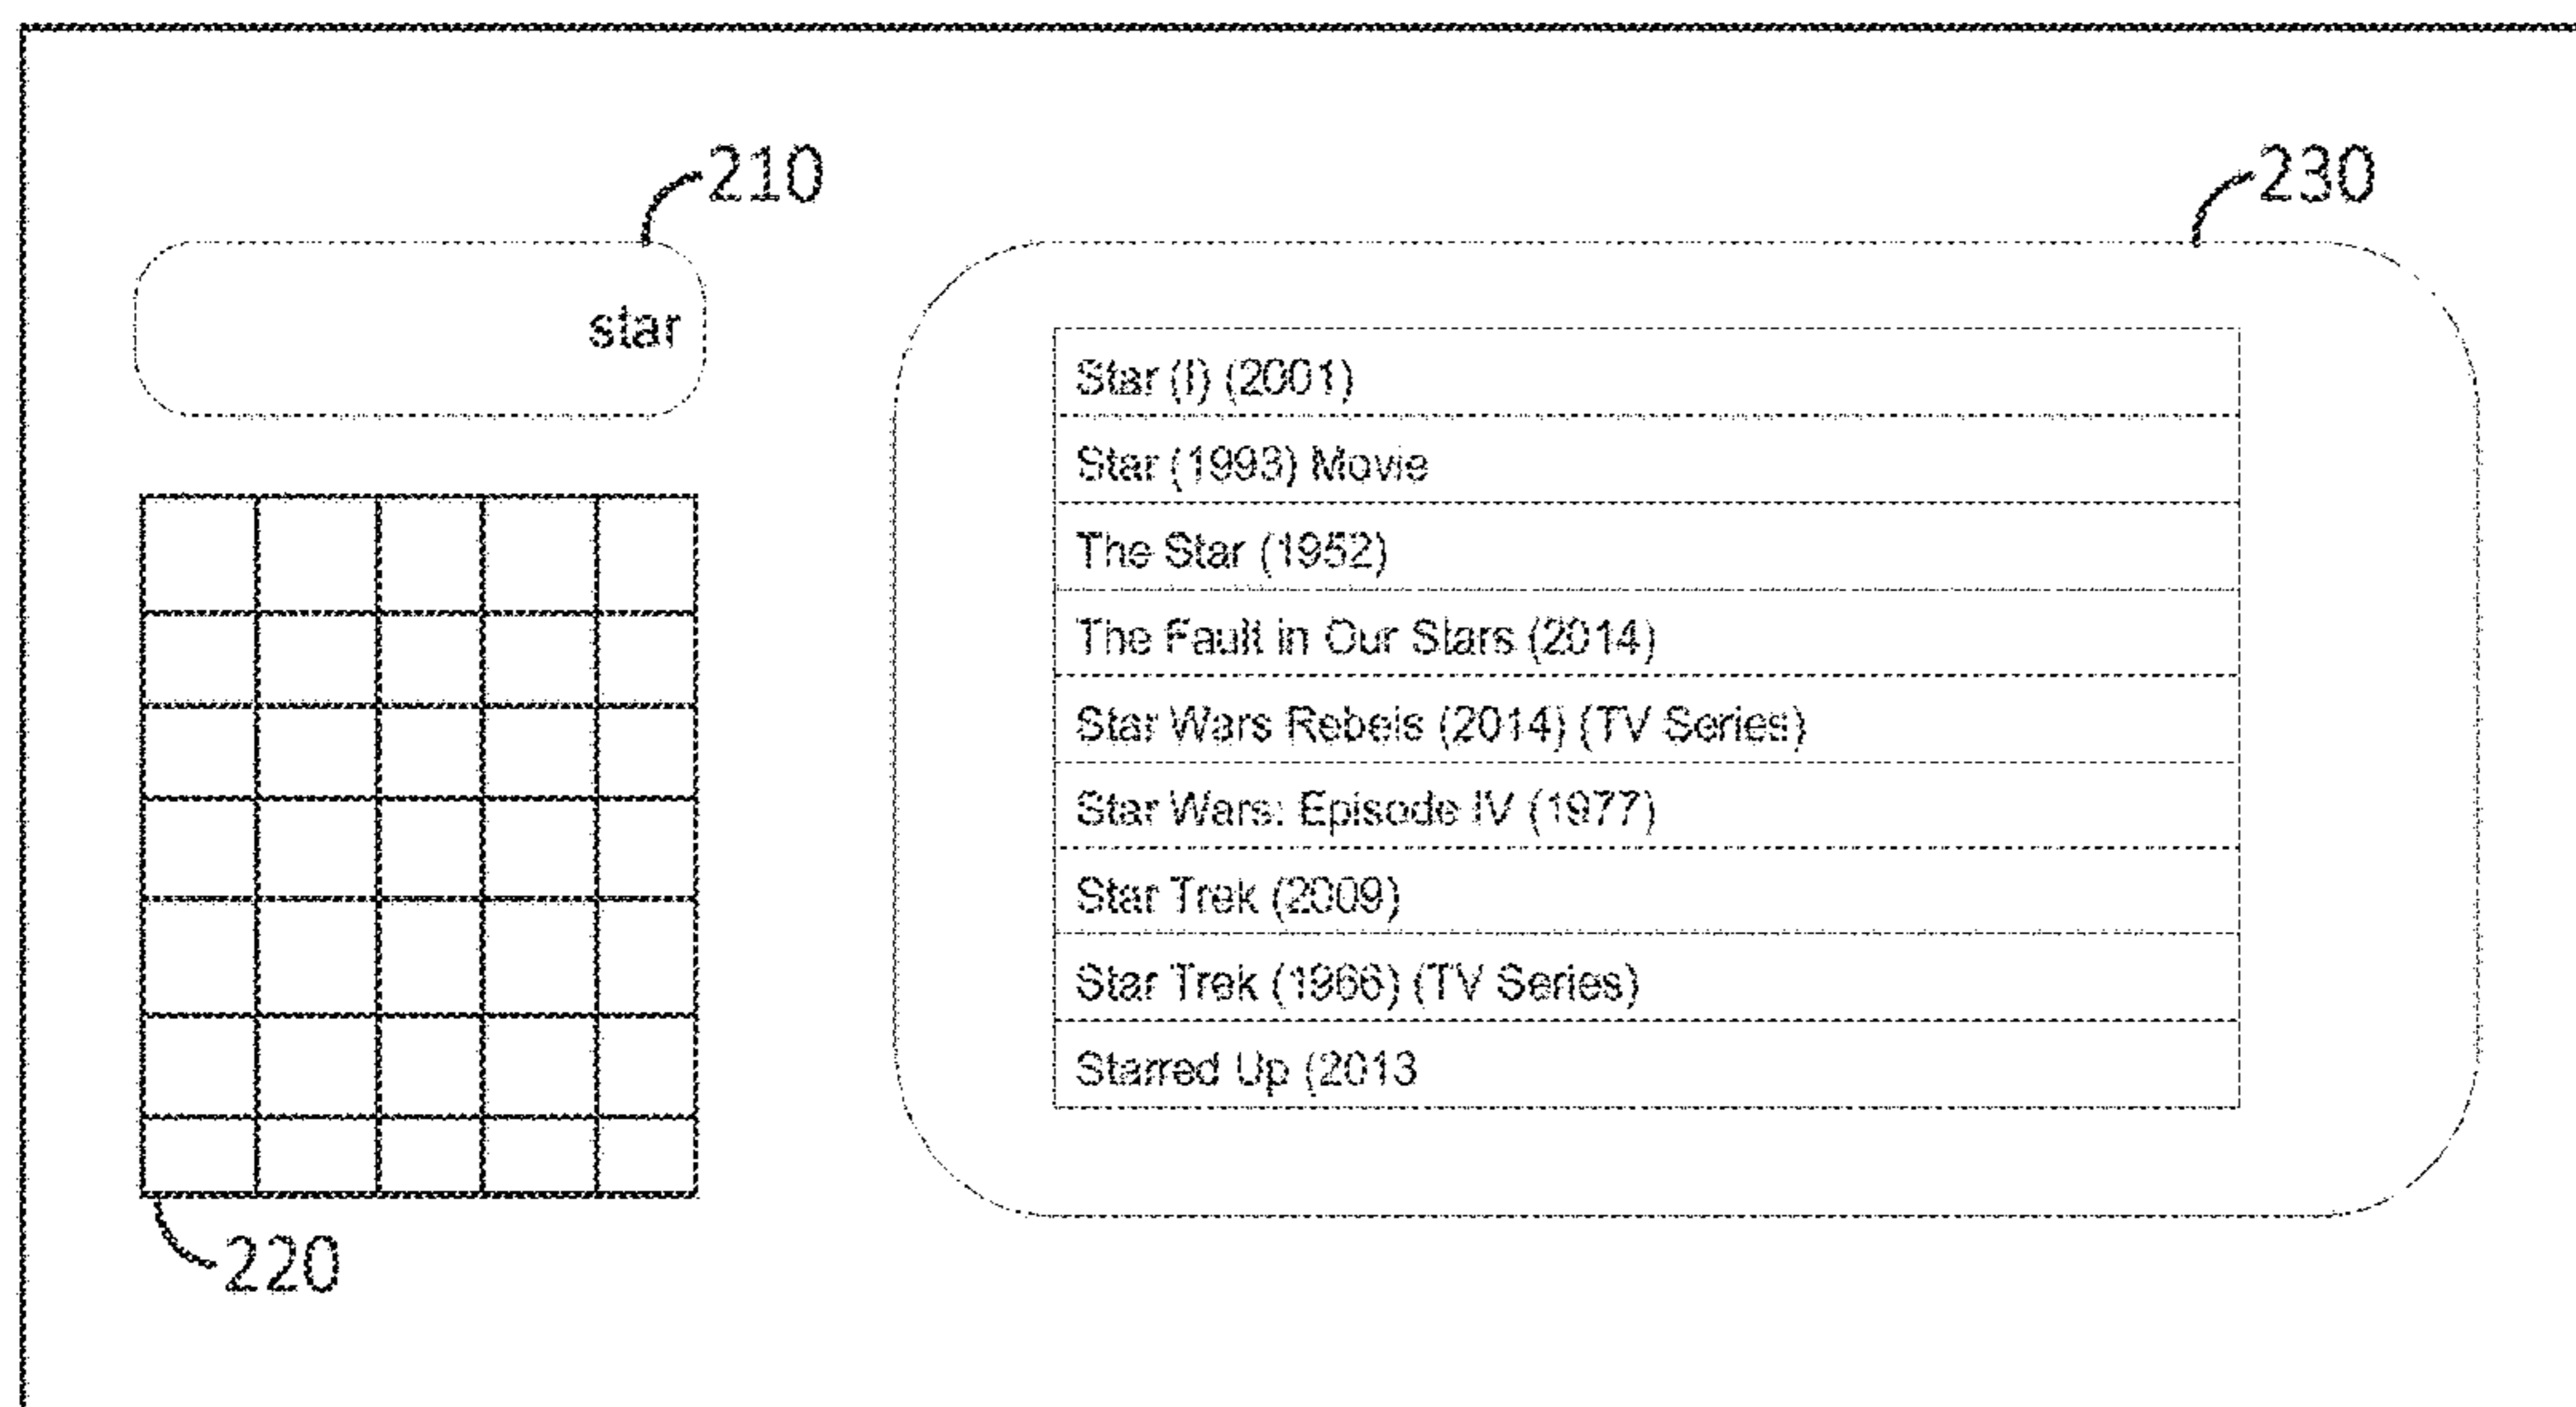 210
230
star
Star (I) (2001)
Star (1993) Movie
The Star (1952)
The Fault in Our Stars (2014)
Star Wars Rebels (2014) (TV Series)
Star Wars: Episode IV (1977)
Star Trek (2009)
Star Trek (1966) (TV Series)
Starred Up (2013
220